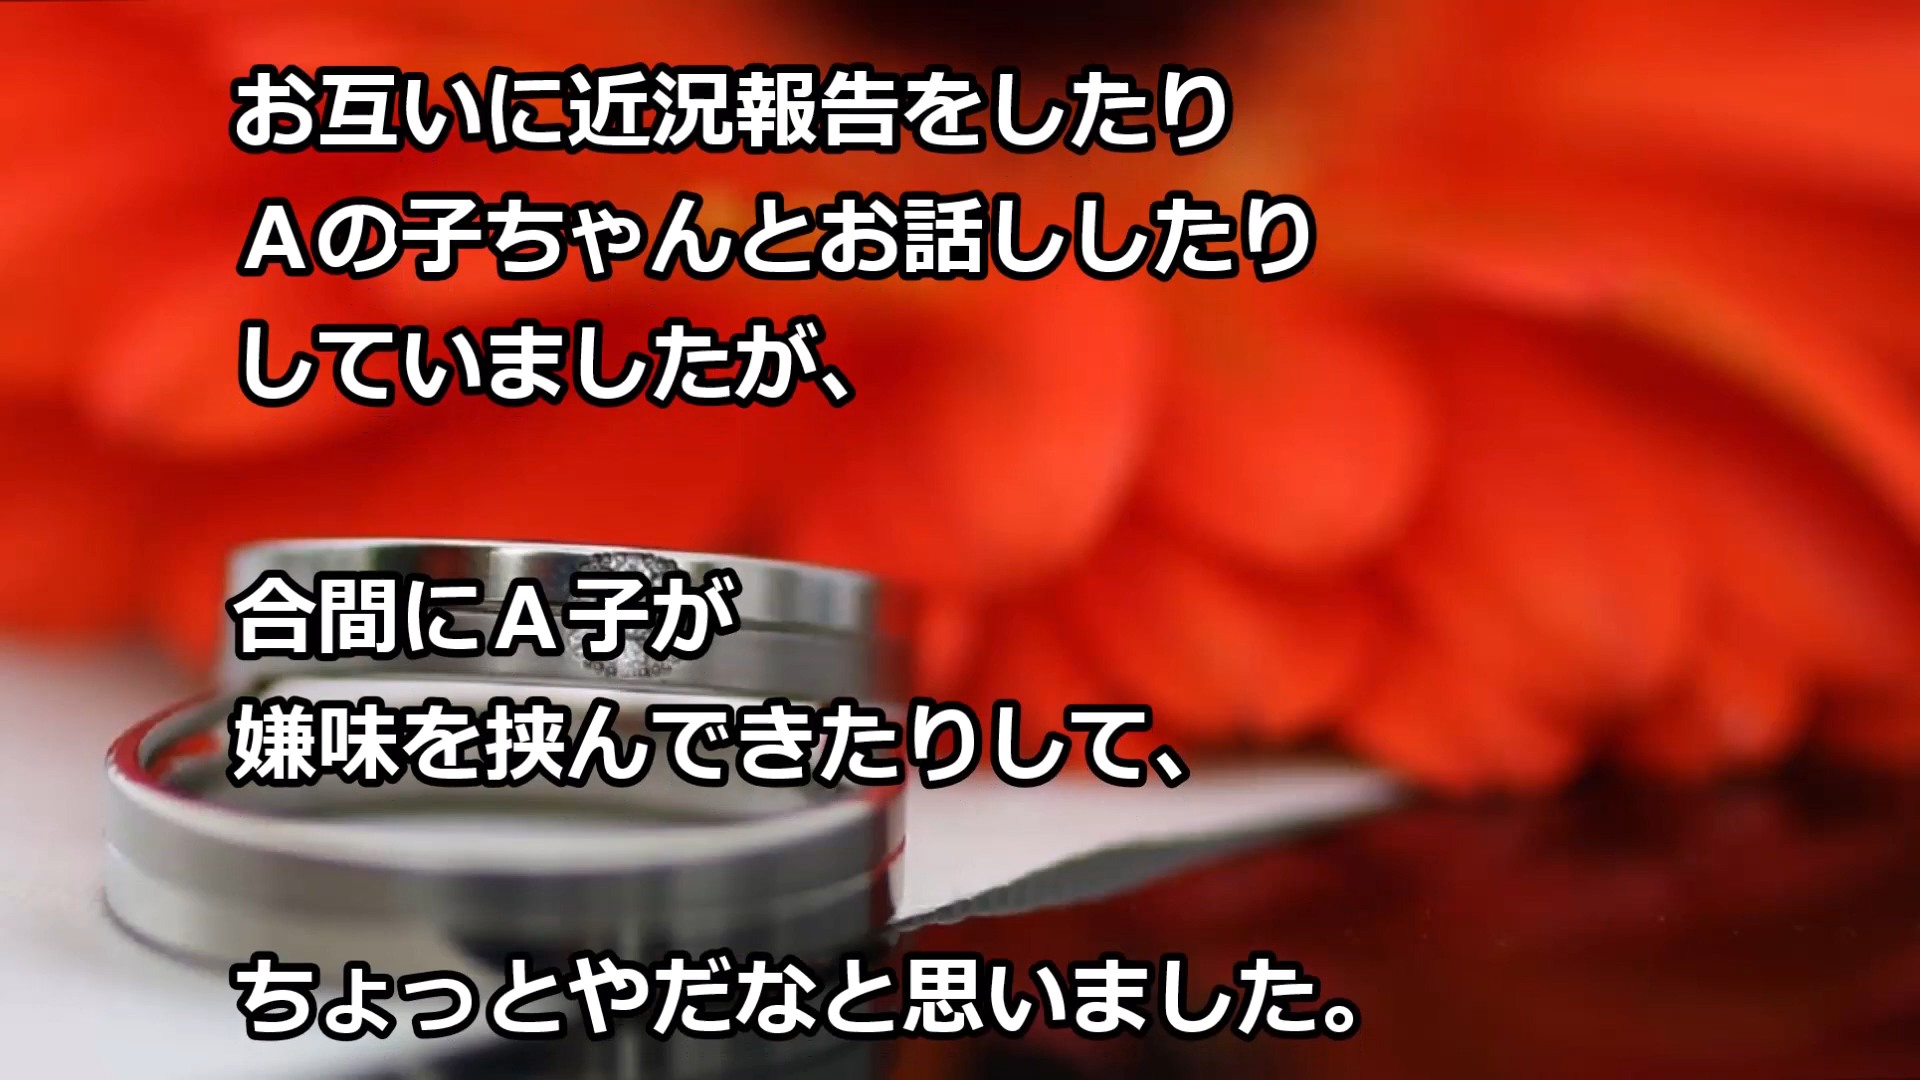 お互いに近況報告をしたり
Ａの子ちゃんとお話ししたり
していましたが、
合間にＡ子が
嫌味を挟んできたりして、
ちょっとやだなと思いました。